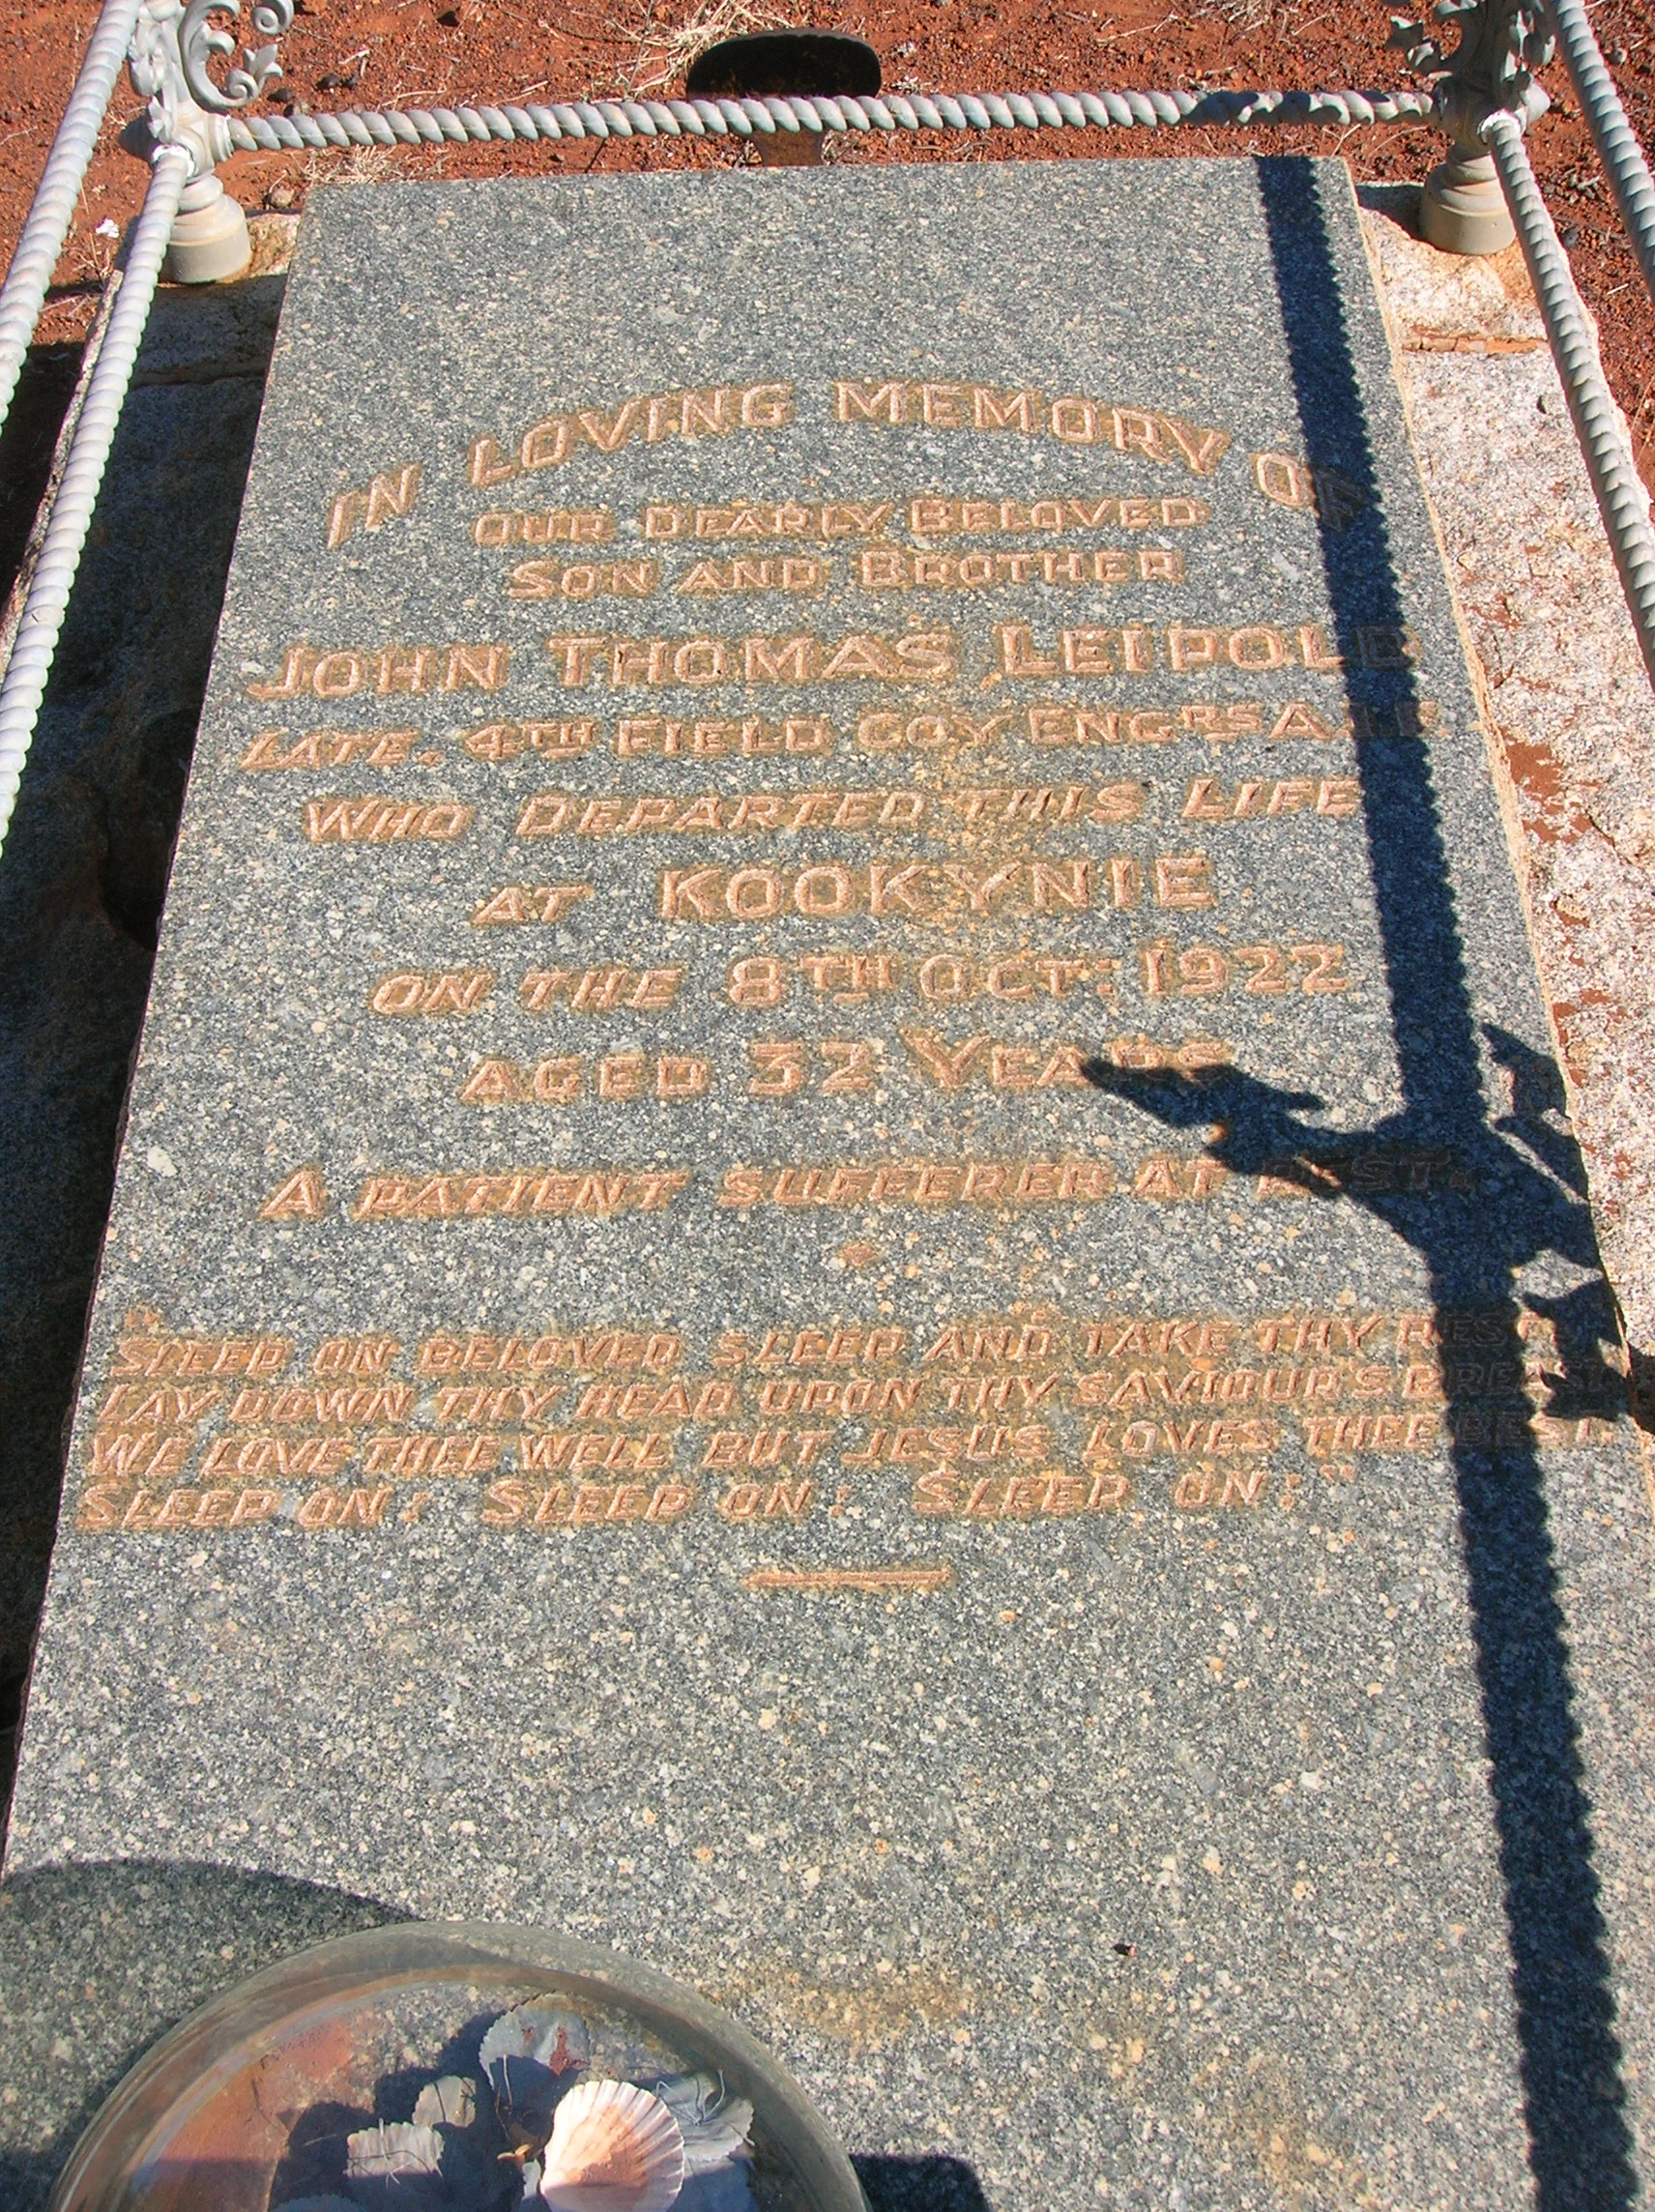 IN LOVING MEMORY OF
OUR DEARLY BELOVED
SON AND BROTHER
JOHN THOMAS LEIPOLD
LATE. 4TH FIELD COY ENGRS A.I.F.
WHO DEPARTED THIS LIFE
AT KOOKYNIE
ON THE 8TH OCT: 1922
AGED 32 YEARS
A PATIENT SUFFERER AT REST.
"SLEEP ON BELOVED SLEEP AND TAKE THY REST,
LAY DOWN THY HEAD UPON THY SAVIOUR'S BREAST
WE LOVE THEE WELL BUT JESUS LOVES THEE BEST.
SLEEP ON! SLEEP ON! SLEEP ON!"